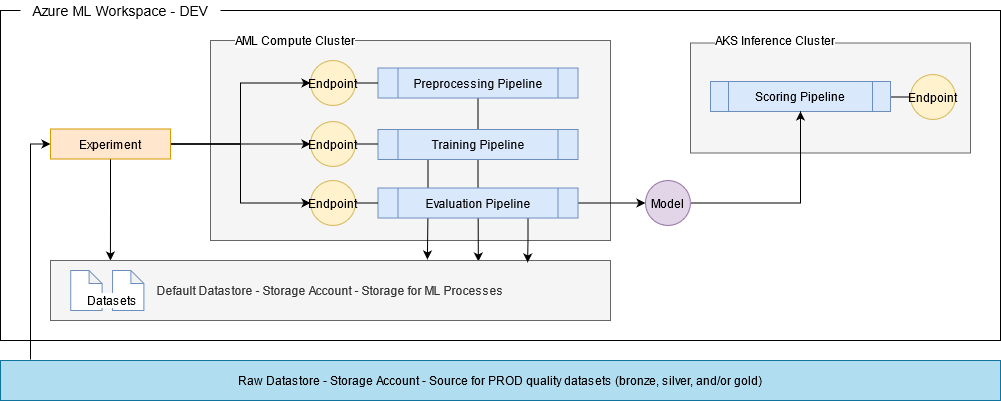 Azure ML Workspace - DEV
AML Compute Cluster
AKS Inference Cluster
Endpoint
Preprocessing Pipeline
Scoring Pipeline
Endpoint
Experiment
Endpoint
Training Pipeline
Endpoint
Evaluation Pipeline
Model
Datasets
Default Datastore - Storage Account - Storage for ML Processes
Raw Datastore - Storage Account - Source for PROD quality datasets (bronze, silver, and/or gold)